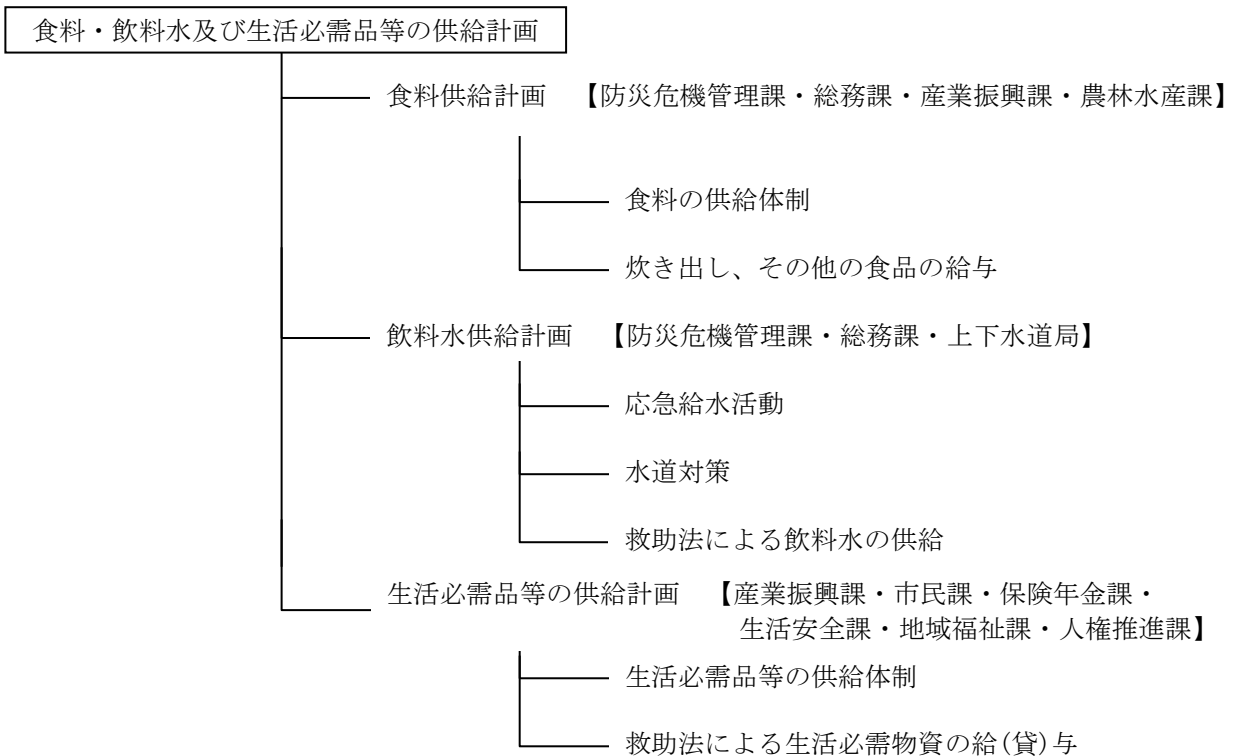 食料・飲料水及び生活必需品等の供給計画
食料供給計画　【防災危機管理課・総務課・産業振興課・農林水産課】
食料の供給体制
炊き出し、その他の食品の給与
飲料水供給計画　【防災危機管理課・総務課・上下水道局】
応急給水活動
水道対策
救助法による飲料水の供給
生活必需品等の供給計画　【産業振興課・市民課・保険年金課・
生活安全課・地域福祉課・人権推進課】
生活必需品等の供給体制
救助法による生活必需物資の給(貸)与